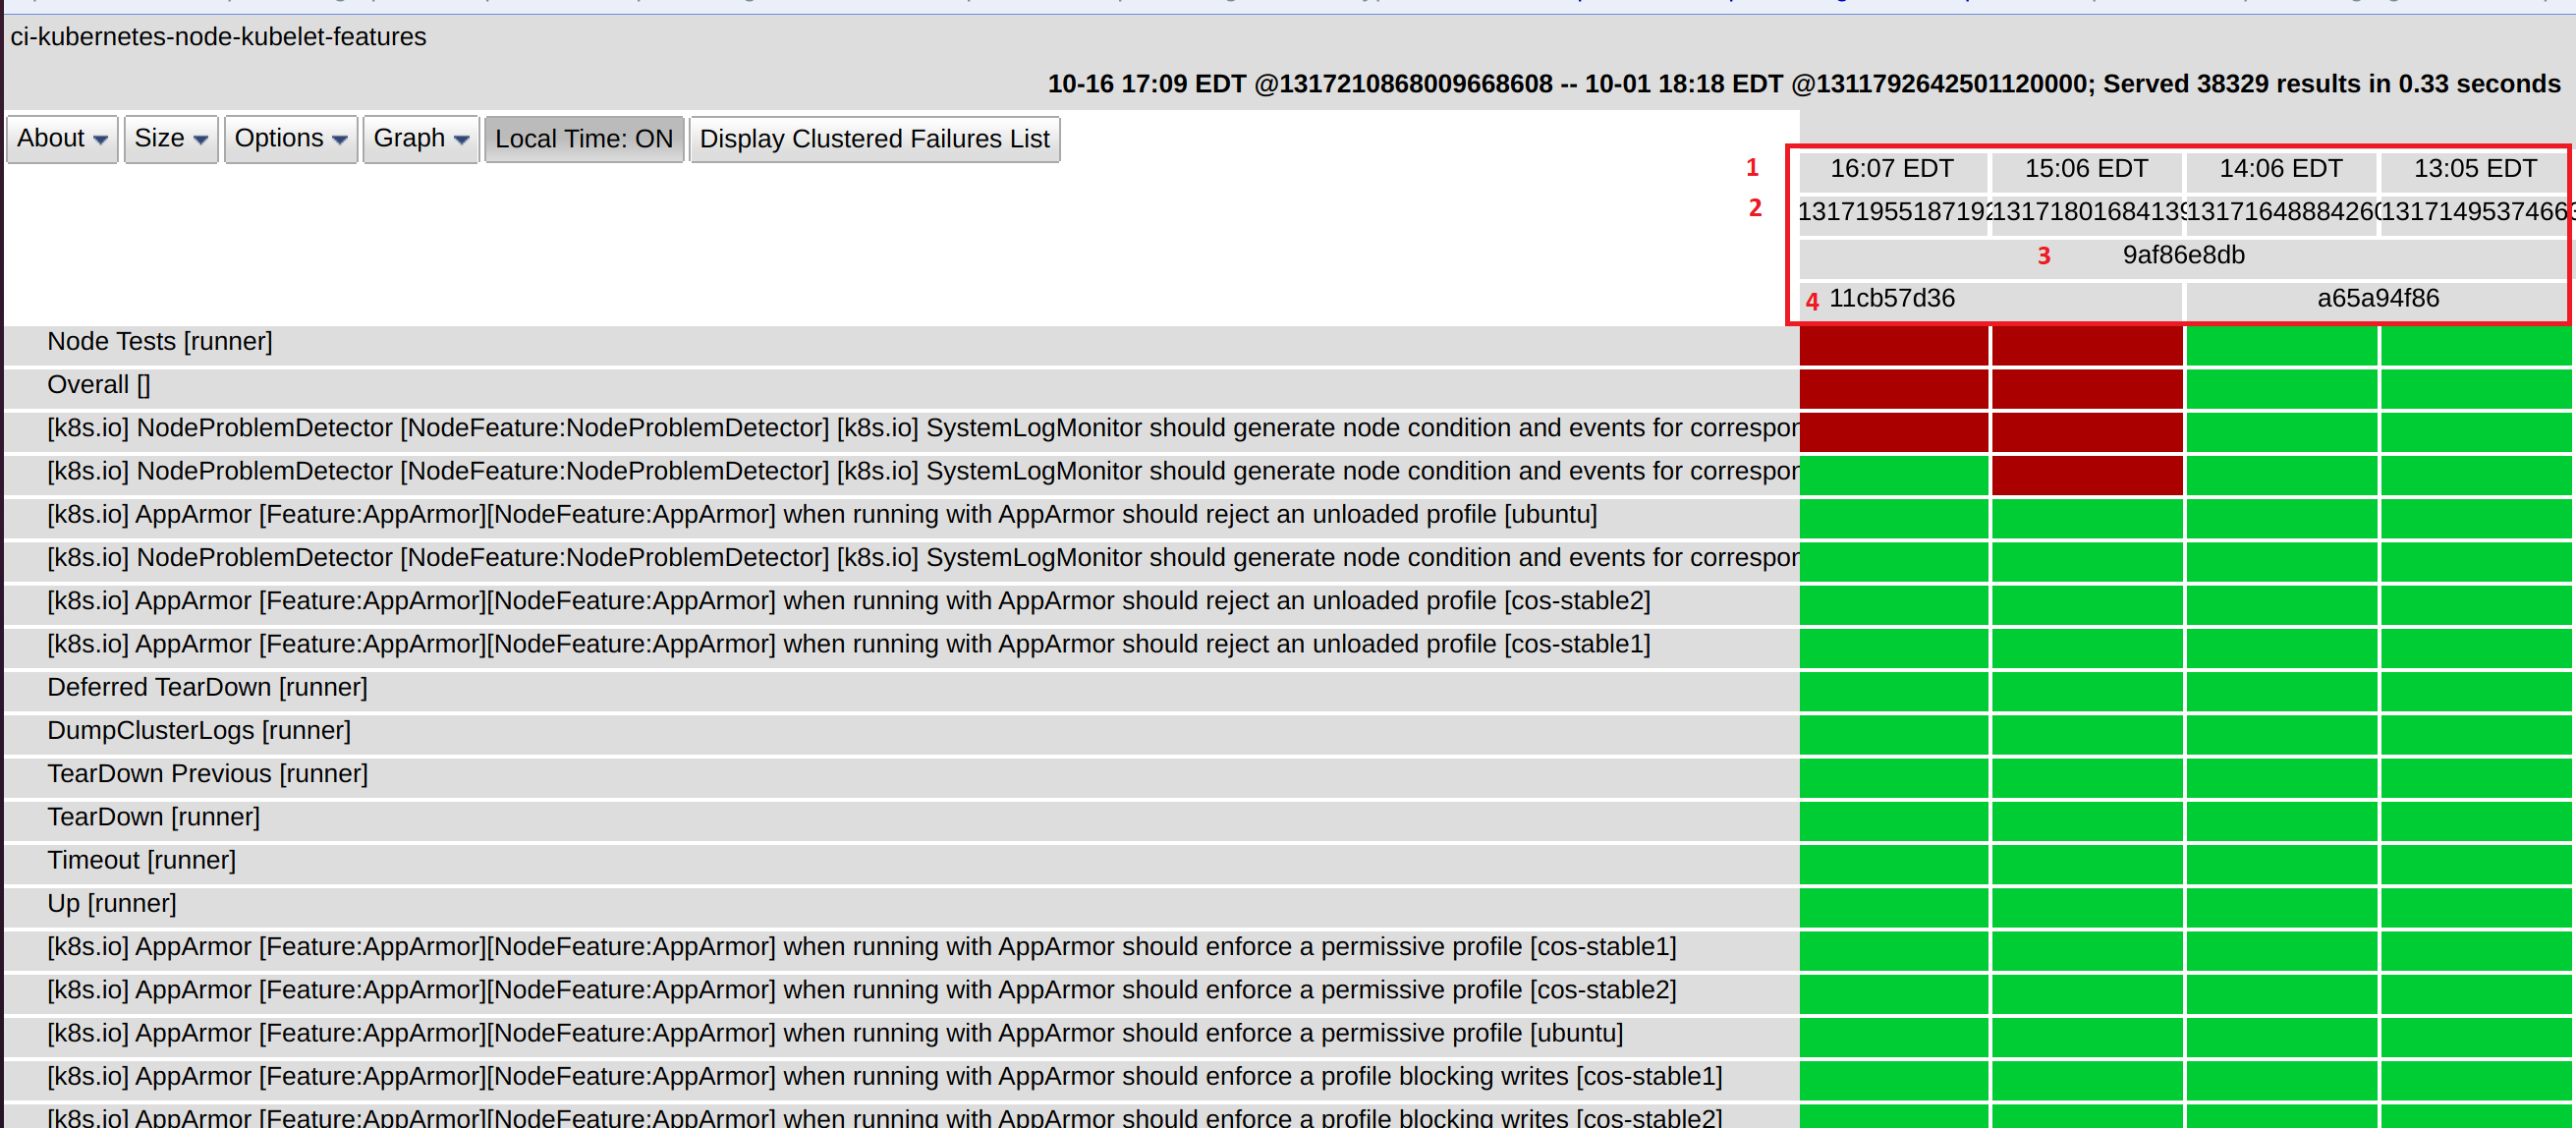 ci-kubernetes-node-kubelet-features
10-16 17:09 EDT @1317210868009668608 -- 10-01 18:18 EDT @1311792642501120000; Served 38329 results in 0.33 seconds
About Size Options Graph Local Time: ON Display Clustered Failures List
1 16:07 EDT 15:06 EDT 14:06 EDT 13:05 EDT
2 13171955187192 13171801684139 13171648884260 13171495374663
3 9af86e8db
4 11cb57d36 a65a94f86
Node Tests [runner]
Overall []
[k8s.io] NodeProblemDetector [NodeFeature:NodeProblemDetector] [k8s.io] SystemLogMonitor should generate node condition and events for correspon
[k8s.io] NodeProblemDetector [NodeFeature:NodeProblemDetector] [k8s.io] SystemLogMonitor should generate node condition and events for correspon
[k8s.io] AppArmor [Feature:AppArmor][NodeFeature:AppArmor] when running with AppArmor should reject an unloaded profile [ubuntu]
[k8s.io] NodeProblemDetector [NodeFeature:NodeProblemDetector] [k8s.io] SystemLogMonitor should generate node condition and events for correspon
[k8s.io] AppArmor [Feature:AppArmor][NodeFeature:AppArmor] when running with AppArmor should reject an unloaded profile [cos-stable2]
[k8s.io] AppArmor [Feature:AppArmor][NodeFeature:AppArmor] when running with AppArmor should reject an unloaded profile [cos-stable1]
Deferred TearDown [runner]
DumpClusterLogs [runner]
TearDown Previous [runner]
TearDown [runner]
Timeout [runner]
Up [runner]
[k8s.io] AppArmor [Feature:AppArmor][NodeFeature:AppArmor] when running with AppArmor should enforce a permissive profile [cos-stable1]
[k8s.io] AppArmor [Feature:AppArmor][NodeFeature:AppArmor] when running with AppArmor should enforce a permissive profile [cos-stable2]
[k8s.io] AppArmor [Feature:AppArmor][NodeFeature:AppArmor] when running with AppArmor should enforce a permissive profile [ubuntu]
[k8s.io] AppArmor [Feature:AppArmor][NodeFeature:AppArmor] when running with AppArmor should enforce a profile blocking writes [cos-stable1]
[k8s.io] AppArmor [Feature:AppArmor][NodeFeature:AppArmor] when running with AppArmor should enforce a profile blocking writes [cos-stable2]